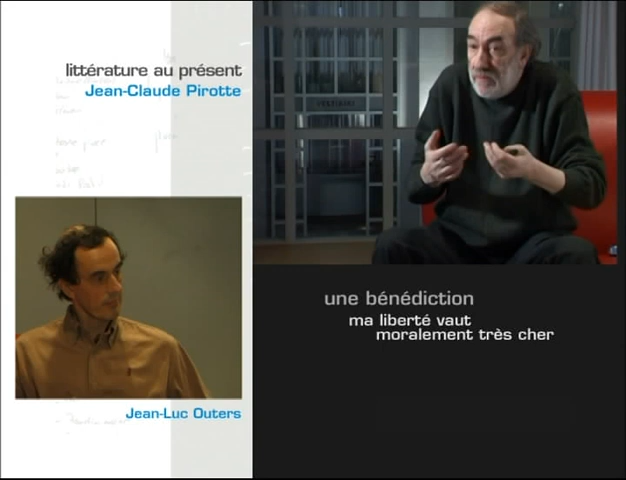 littérature au présent
Jean-Claude Pirotte
Jean-Luc Outers
une bénédiction
ma liberté vaut
moralement très cher